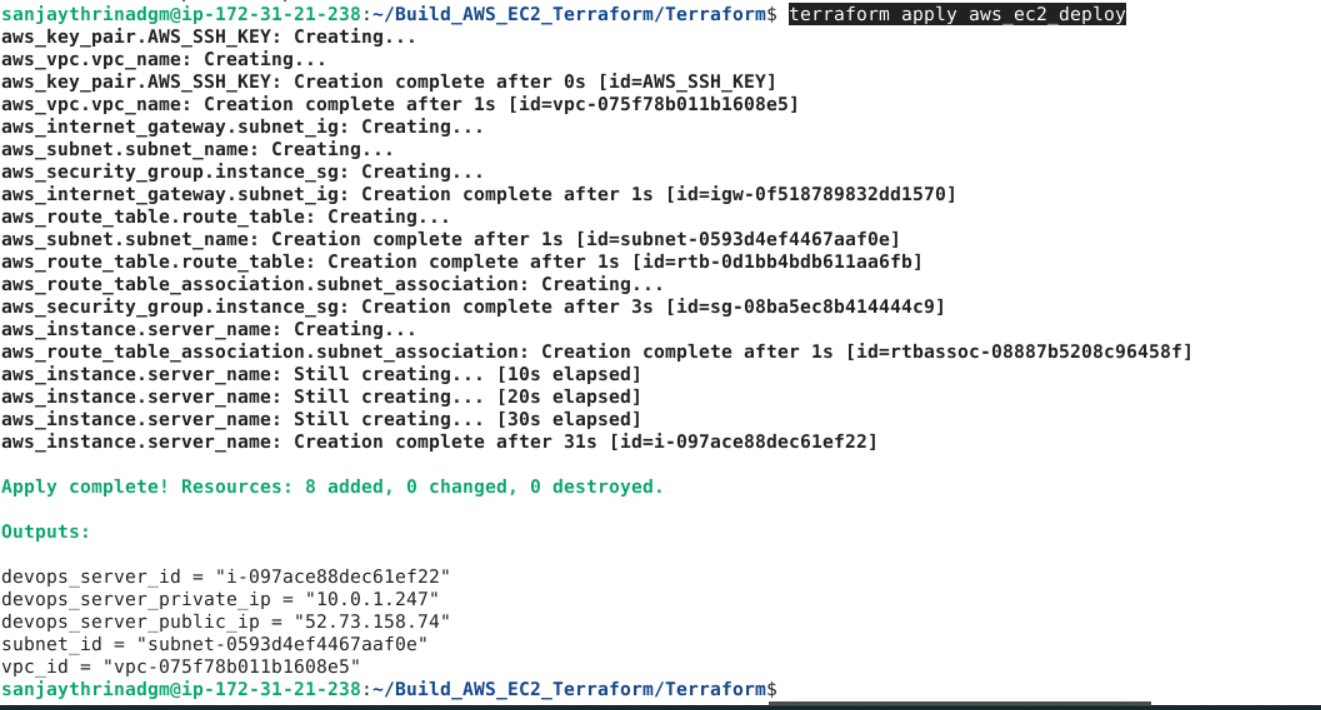 sanjaythrinadgm@ip-172-31-21-238:~/Build_AWS_EC2_Terraform/Terraform$ terraform apply aws_ec2_deploy
aws_key_pair.AWS_SSH_KEY: Creating...
aws_vpc.vpc_name: Creating...
aws_key_pair.AWS_SSH_KEY: Creation complete after 0s [id=AWS_SSH_KEY]
aws_vpc.vpc_name: Creation complete after 1s [id=vpc-075f78b011b1608e5]
aws_internet_gateway.subnet_ig: Creating...
aws_subnet.subnet_name: Creating...
aws_security_group.instance_sg: Creating...
aws_internet_gateway.subnet_ig: Creation complete after 1s [id=igw-0f518789832dd1570]
aws_route_table.route_table: Creating...
aws_subnet.subnet_name: Creation complete after 1s [id=subnet-0593d4ef4467aaf0e]
aws_route_table.route_table: Creation complete after 1s [id=rtb-0d1bb4bdb611aa6fb]
aws_route_table_association.subnet_association: Creating...
aws_security_group.instance_sg: Creation complete after 3s [id=sg-08ba5ec8b414444c9]
aws_instance.server_name: Creating...
aws_route_table_association.subnet_association: Creation complete after 1s [id=rtbassoc-08887b5208c96458f]
aws_instance.server_name: Still creating... [10s elapsed]
aws_instance.server_name: Still creating... [20s elapsed]
aws_instance.server_name: Still creating... [30s elapsed]
aws_instance.server_name: Creation complete after 31s [id=i-097ace88dec61ef22]
Apply complete! Resources: 8 added, 0 changed, 0 destroyed.
Outputs:
devops_server_id = "i-097ace88dec61ef22"
devops_server_private_ip = "10.0.1.247"
devops_server_public_ip = "52.73.158.74"
subnet_id = "subnet-0593d4ef4467aaf0e"
vpc_id = "vpc-075f78b011b1608e5"
sanjaythrinadgm@ip-172-31-21-238:~/Build_AWS_EC2_Terraform/Terraform$